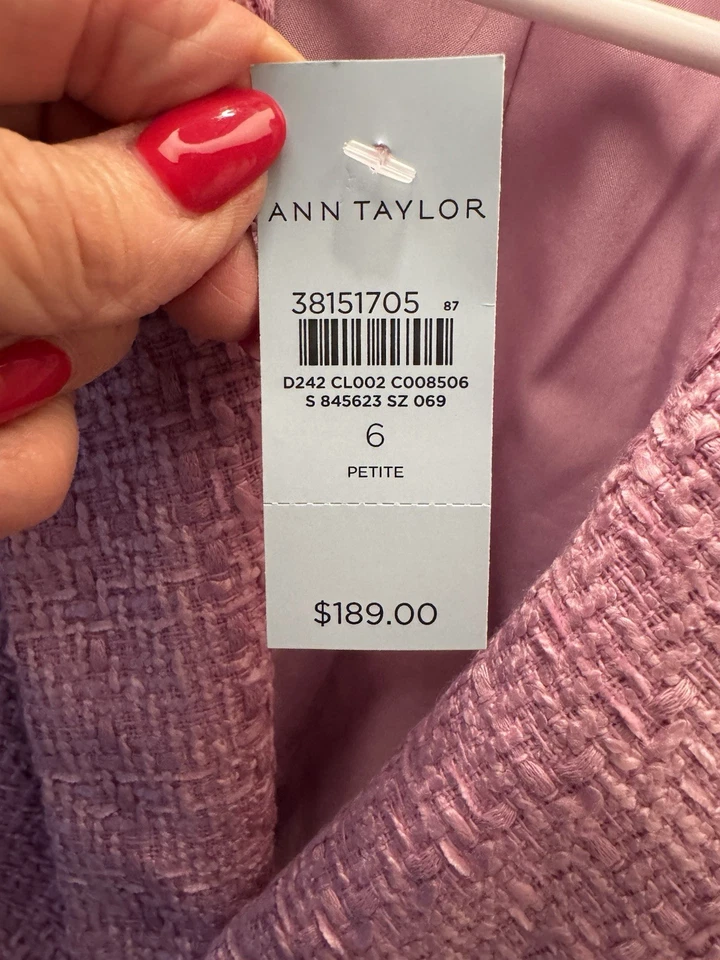 ANN TAYLOR
38151705 87
D242 CL002 C008506
S 845623 SZ 069
6
PETITE
$189.00